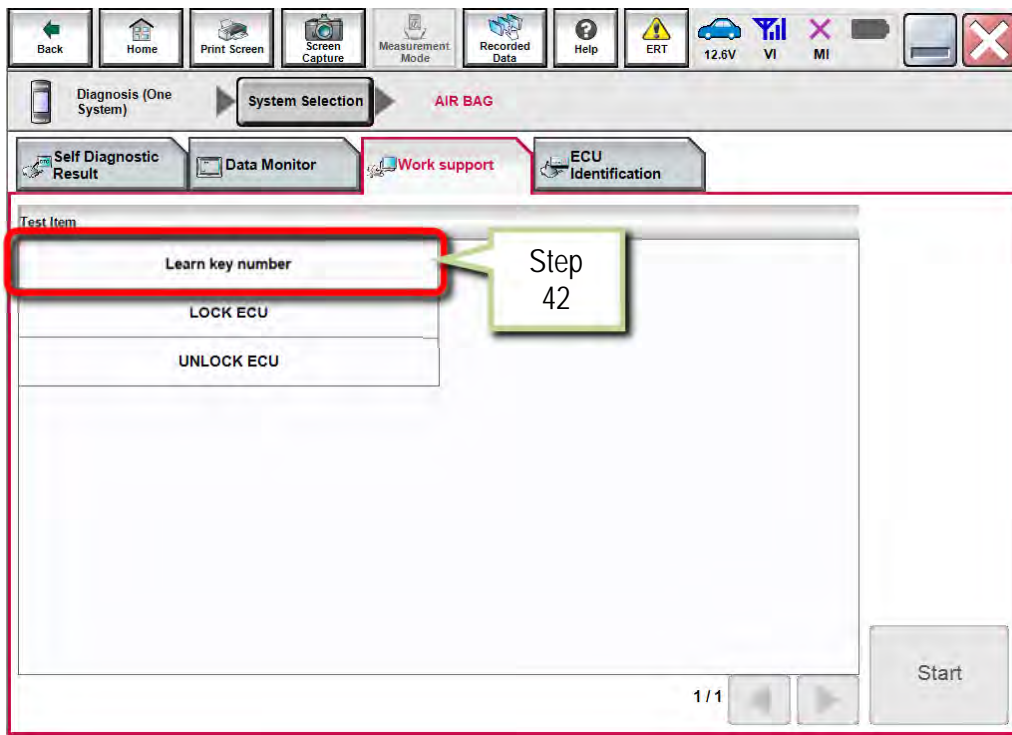 Back
Home
Print Screen
Screen
Capture
Measurement
Mode
Recorded
Data
Help
ERT
12.6V
VI
MI
Diagnosis (One
System)
System Selection
AIR BAG
Self Diagnostic
Result
Data Monitor
Work support
ECU
Identification
Test Item
Learn key number
Step
42
LOCK ECU
UNLOCK ECU
Start
1/1